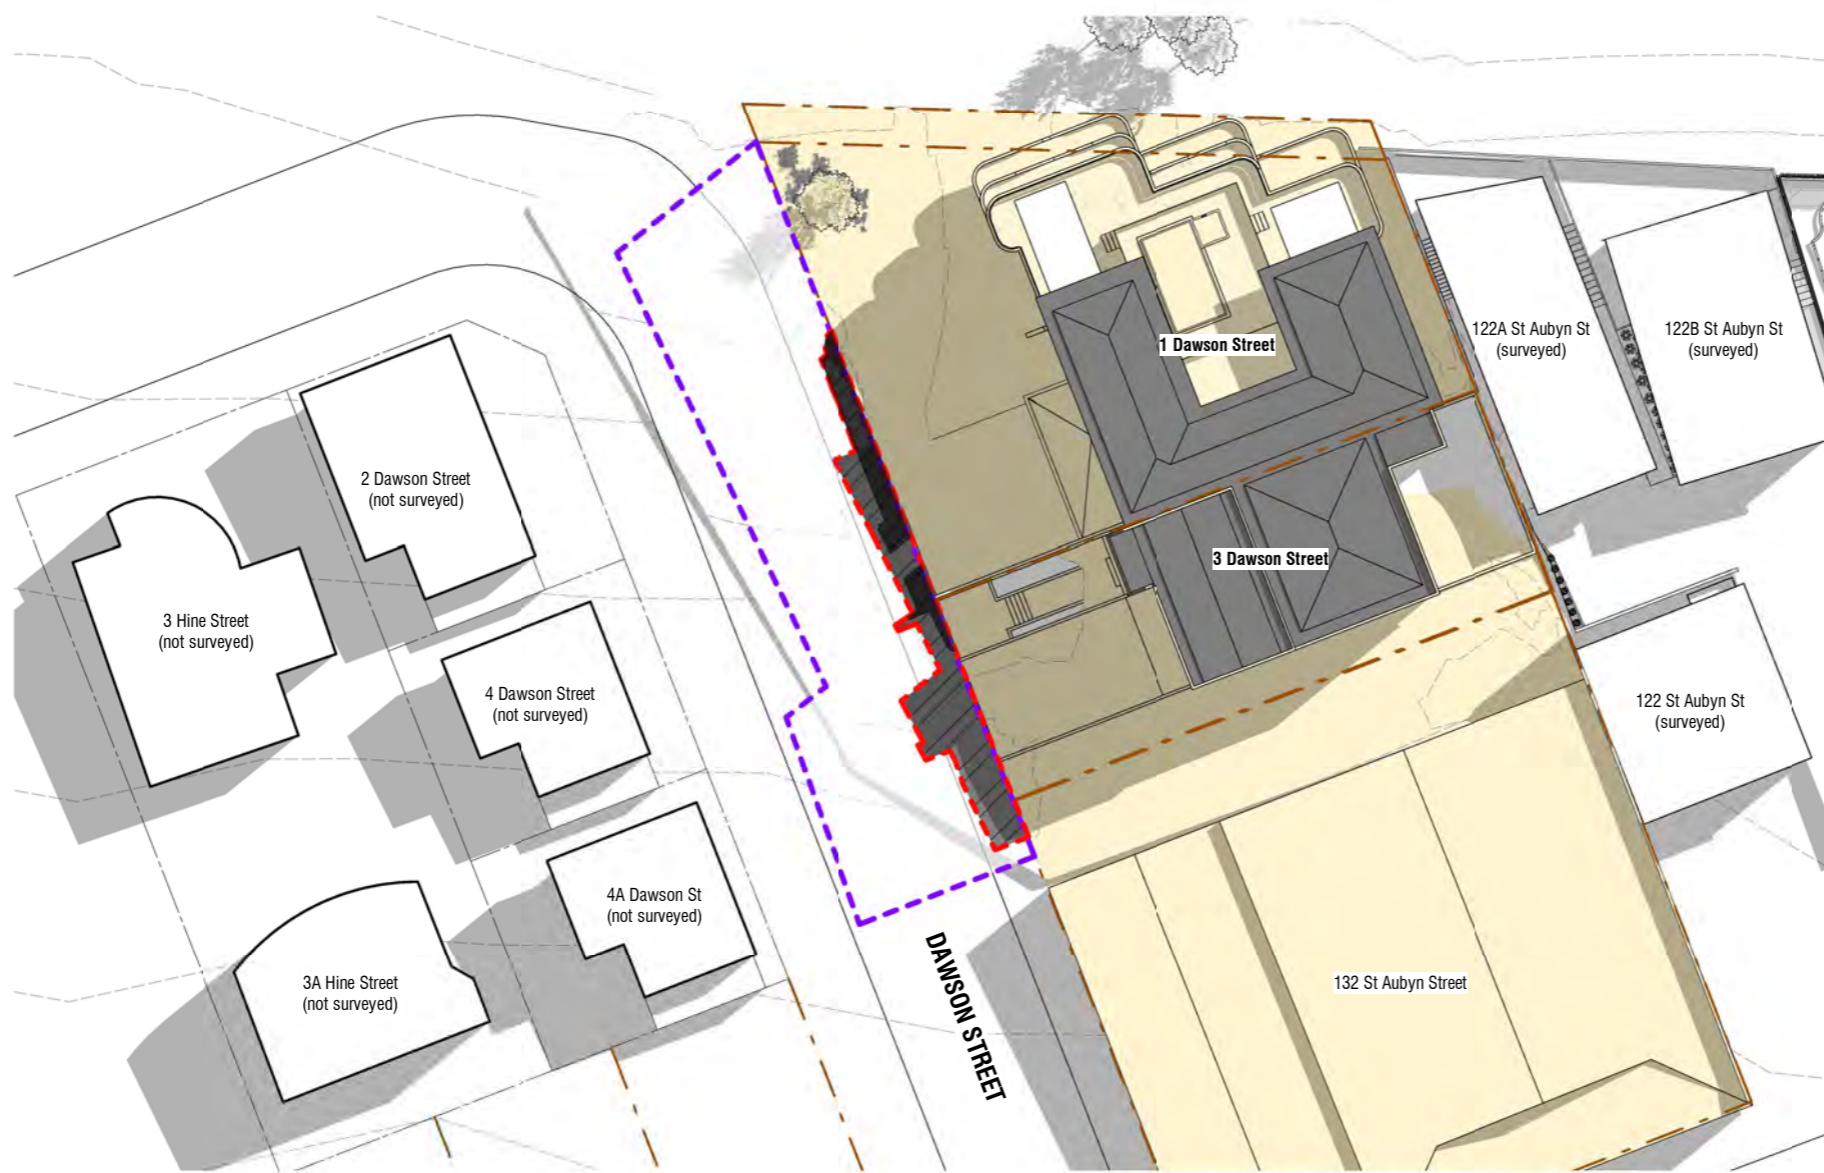 1 Dawson Street
122A St Aubyn St
(surveyed)
122B St Aubyn St
(surveyed)
2 Dawson Street
(not surveyed)
3 Dawson Street
3 Hine Street
(not surveyed)
4 Dawson Street
(not surveyed)
122 St Aubyn St
(surveyed)
4A Dawson St
(not surveyed)
3A Hine Street
(not surveyed)
DAWSON STREET
132 St Aubyn Street